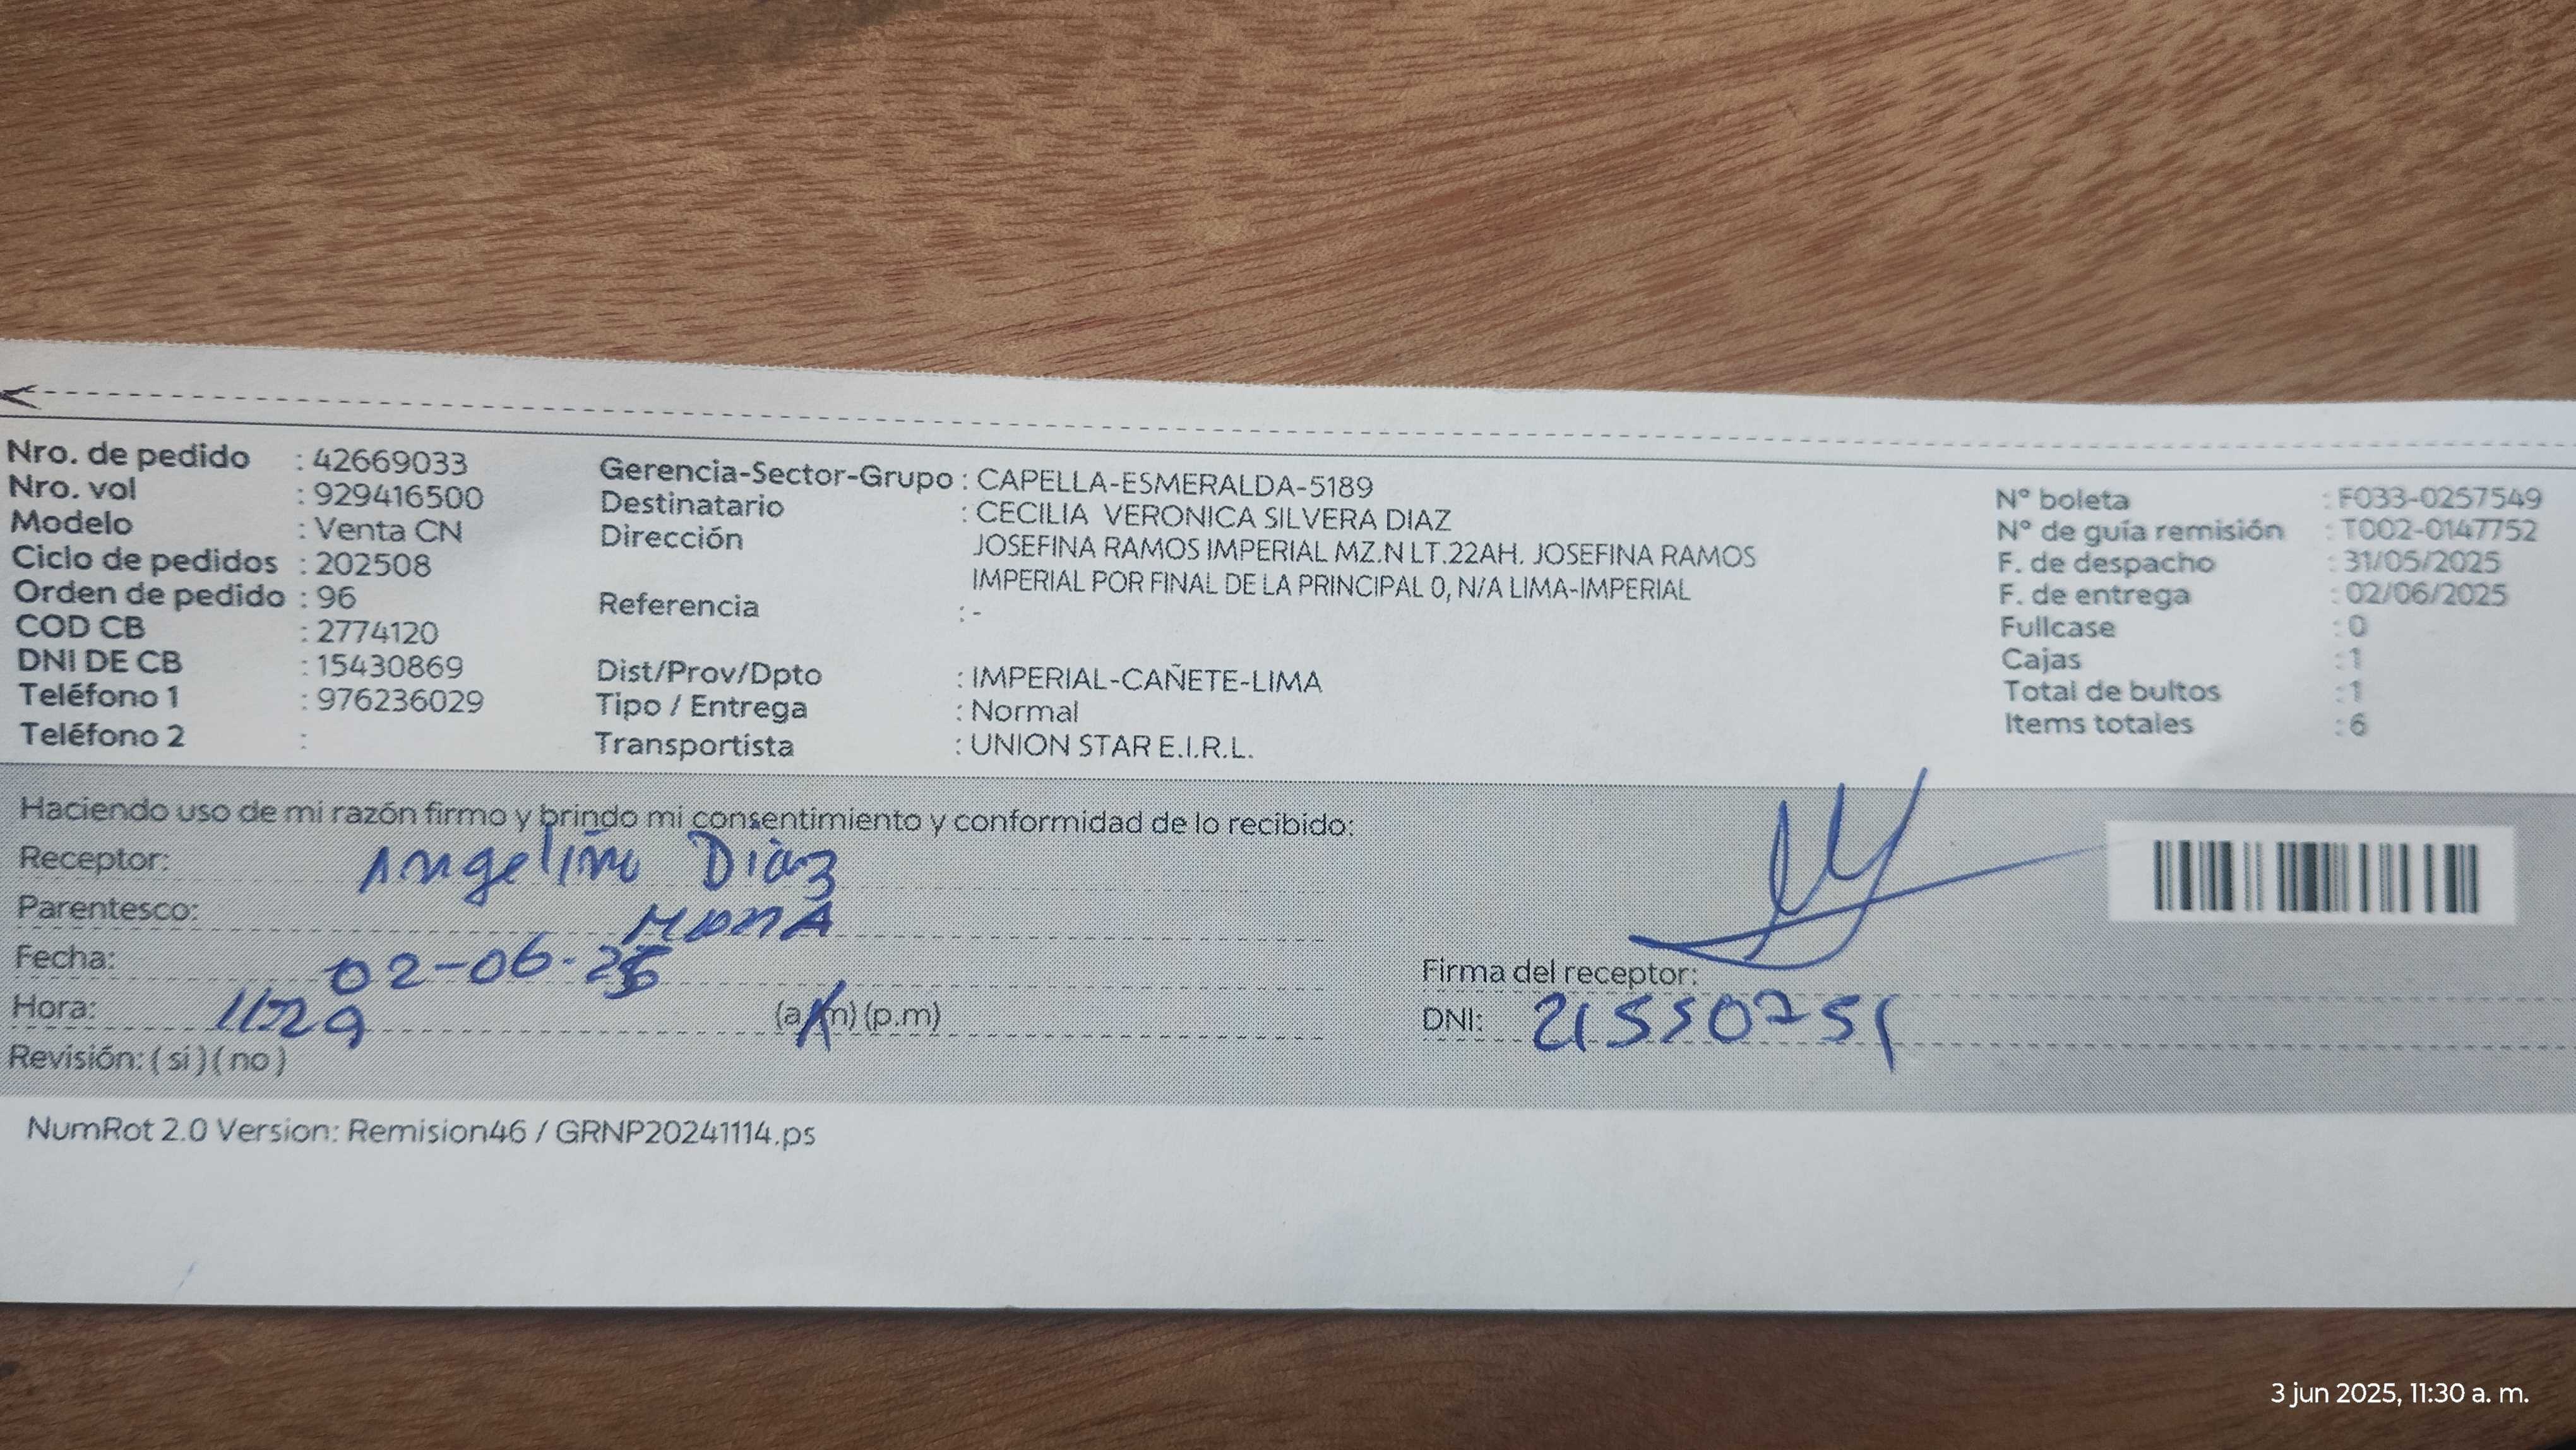 Nro. de pedido : 42669033
Nro. vol : 929416500
Modelo : Venta CN
Ciclo de pedidos : 202508
Orden de pedido : 96
COD CB : 2774120
DNI DE CB : 15430869
Teléfono 1 : 976236029
Teléfono 2 :
Gerencia-Sector-Grupo : CAPELLA-ESMERALDA-5189
Destinatario : CECILIA VERONICA SILVERA DIAZ
Dirección JOSEFINA RAMOS IMPERIAL MZ.N LT.22AH. JOSEFINA RAMOS
IMPERIAL POR FINAL DE LA PRINCIPAL 0, N/A LIMA-IMPERIAL
Referencia : -
Dist/Prov/Dpto : IMPERIAL-CAÑETE-LIMA
Tipo / Entrega : Normal
Transportista : UNION STAR E.I.R.L.
N° boleta : F033-0257549
N° de guía remisión : T002-0147752
F. de despacho : 31/05/2025
F. de entrega : 02/06/2025
Fullcase : 0
Cajas : 1
Total de bultos : 1
Items totales : 6
Haciendo uso de mi razón firmo y brindo mi consentimiento y conformidad de lo recibido:
Receptor: Angelino Diaz
Parentesco:
Fecha: 02-06-25
Hora: 11:29 (a.m) (p.m)
Revisión: (si) (no)
Firma del receptor:
DNI: 21550751
NumRot 2.0 Version: Remision46 / GRNP20241114.ps
3 jun 2025, 11:30 a. m.